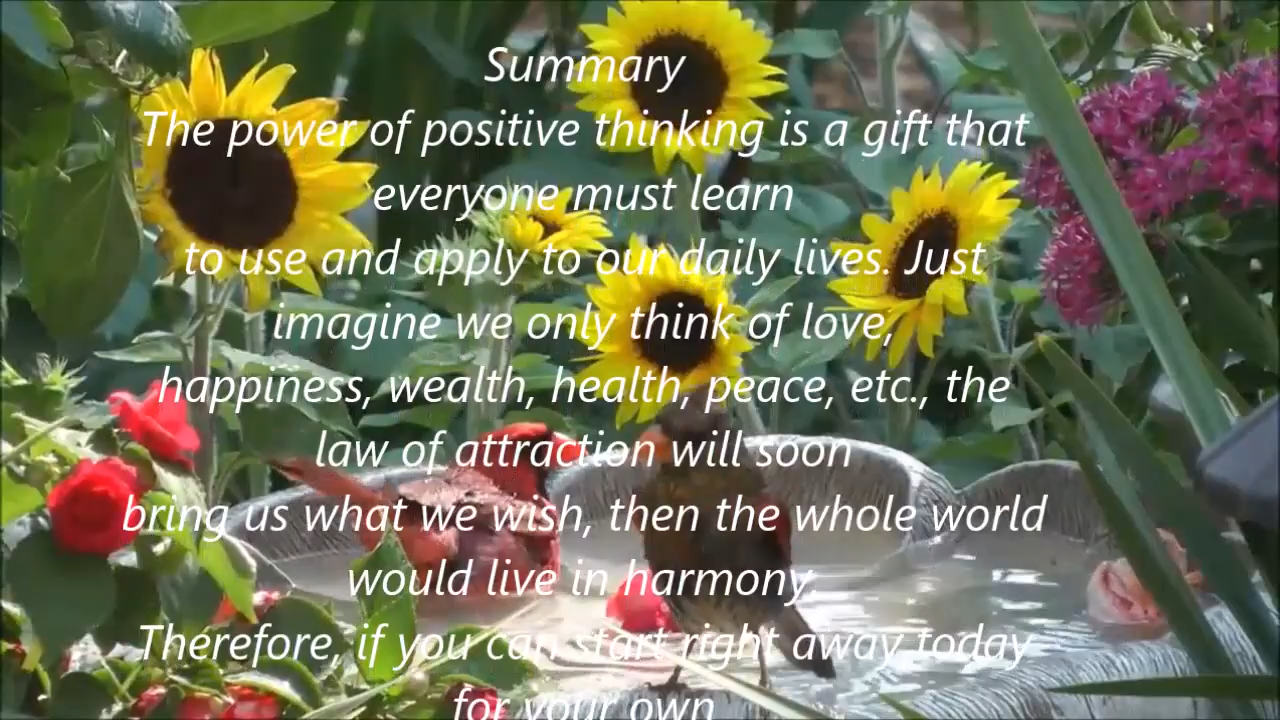 Summary
The power of positive thinking is a gift that
everyone must learn
to use and apply to our daily lives. Just
imagine we only think of love,
happiness, wealth, health, peace, etc., the
law of attraction will soon
bring us what we wish, then the whole world
would live in harmony.
Therefore, if you can start right away today
for your own